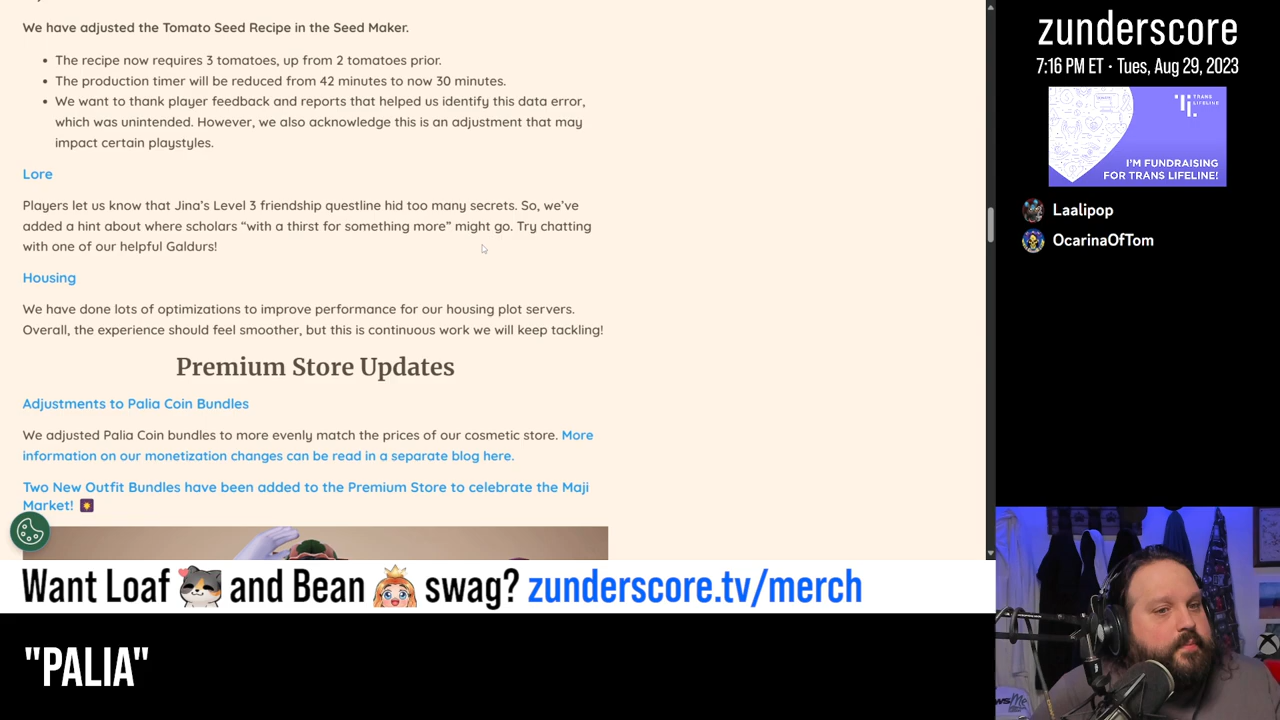 We have adjusted the Tomato Seed Recipe in the Seed Maker.
• The recipe now requires 3 tomatoes, up from 2 tomatoes prior.
• The production timer will be reduced from 42 minutes to now 30 minutes.
• We want to thank player feedback and reports that helped us identify this data error,
which was unintended. However, we also acknowledge this is an adjustment that may
impact certain playstyles.
Lore
Players let us know that Jina’s Level 3 friendship questline hid too many secrets. So, we’ve
added a hint about where scholars “with a thirst for something more” might go. Try chatting
with one of our helpful Galdurs!
Housing
We have done lots of optimizations to improve performance for our housing plot servers.
Overall, the experience should feel smoother, but this is continuous work we will keep tackling!
Premium Store Updates
Adjustments to Palia Coin Bundles
We adjusted Palia Coin bundles to more evenly match the prices of our cosmetic store. More
information on our monetization changes can be read in a separate blog here.
Two New Outfit Bundles have been added to the Premium Store to celebrate the Maji
Market!
Want Loaf and Bean swag? zunderscore.tv/merch
"PALIA"
zunderscore
7:16 PM ET · Tues, Aug 29, 2023
TRANS
LIFELINE
I'M FUNDRAISING
FOR TRANS LIFELINE!
Laalipop
OcarinaOfTom